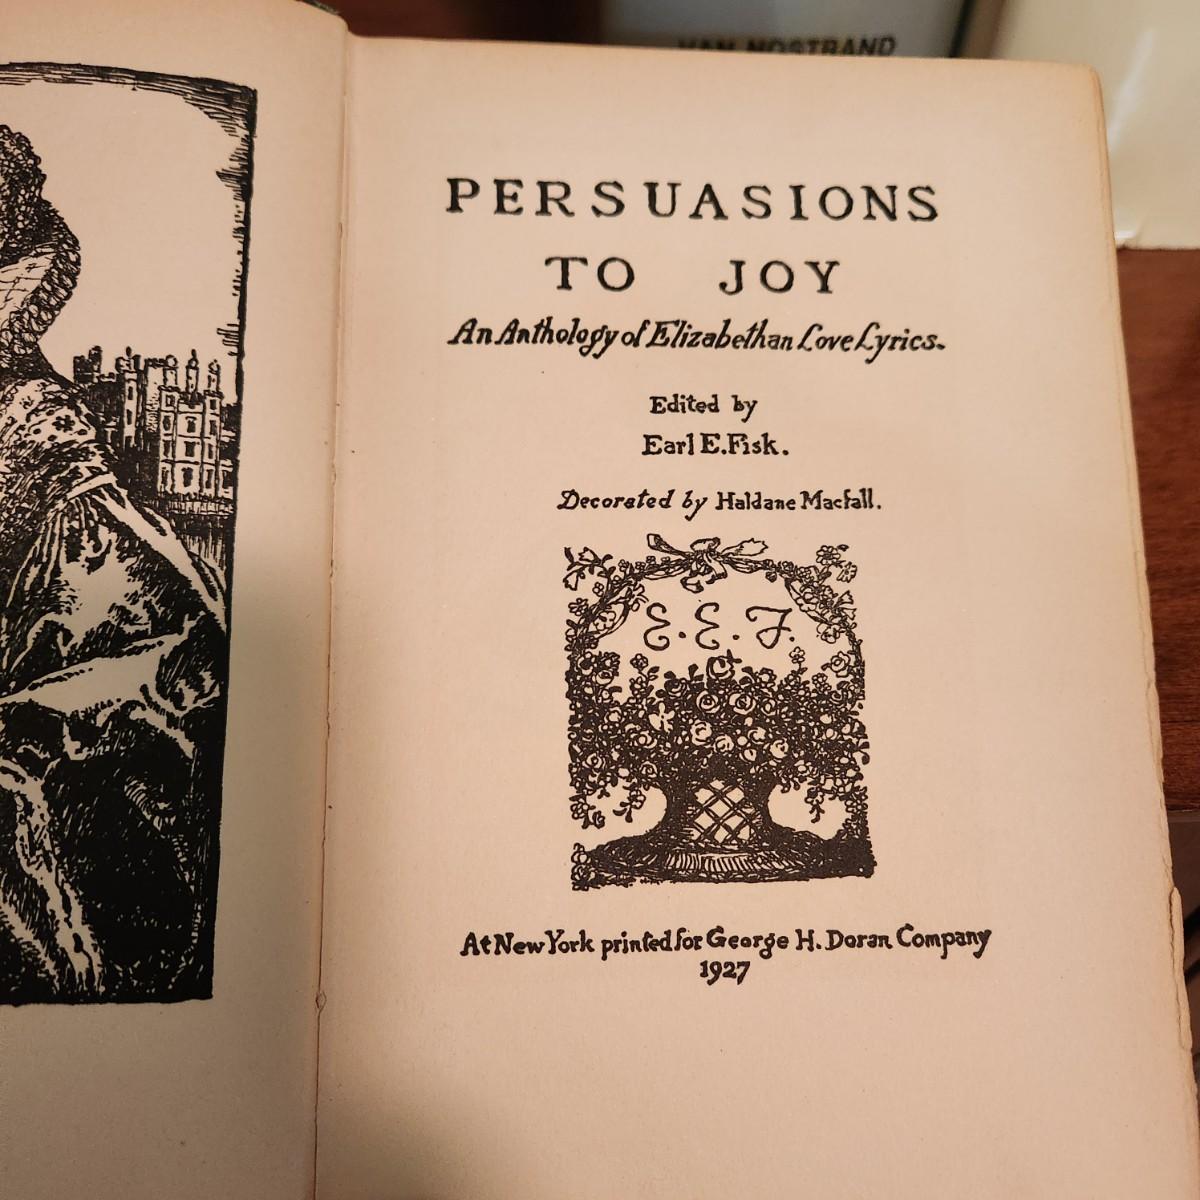 VAN NOSTRAND
PERSUASIONS
TO JOY
An Anthology of Elizabethan Love Lyrics.
Edited by
Earl E. Fisk.
Decorated by Haldane Macfall.
E. E. F.
At New York printed for George H. Doran Company
1927